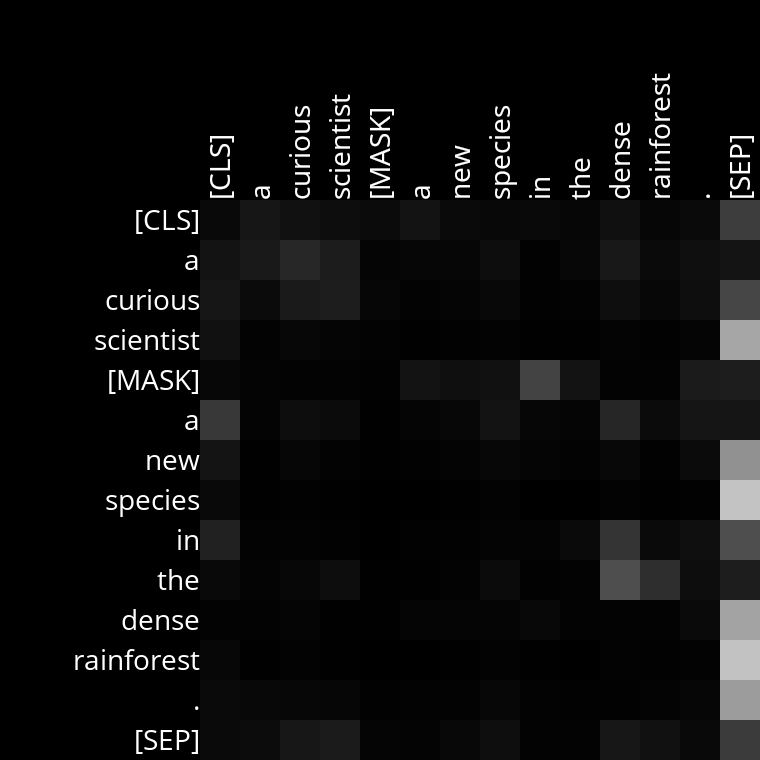 [CLS] a curious scientist [MASK] a new species in the dense rainforest . [SEP]
[CLS]
a
curious
scientist
[MASK]
a
new
species
in
the
dense
rainforest
.
[SEP]